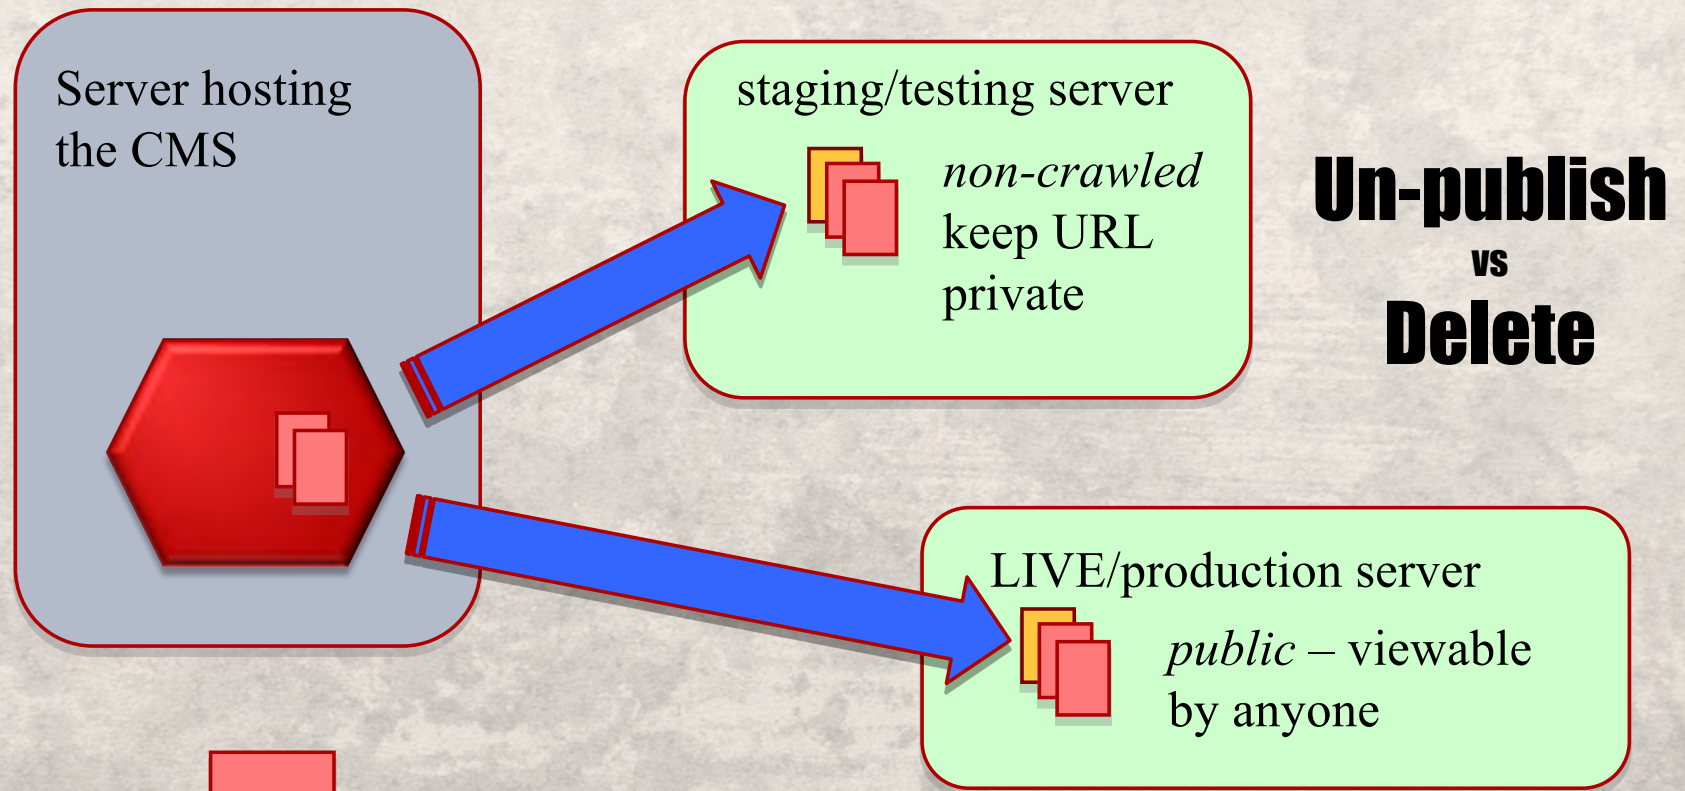 Server hosting
the CMS
staging/testing server
non-crawled
keep URL
private
Un-publish
vs
Delete
LIVE/production server
public – viewable
by anyone